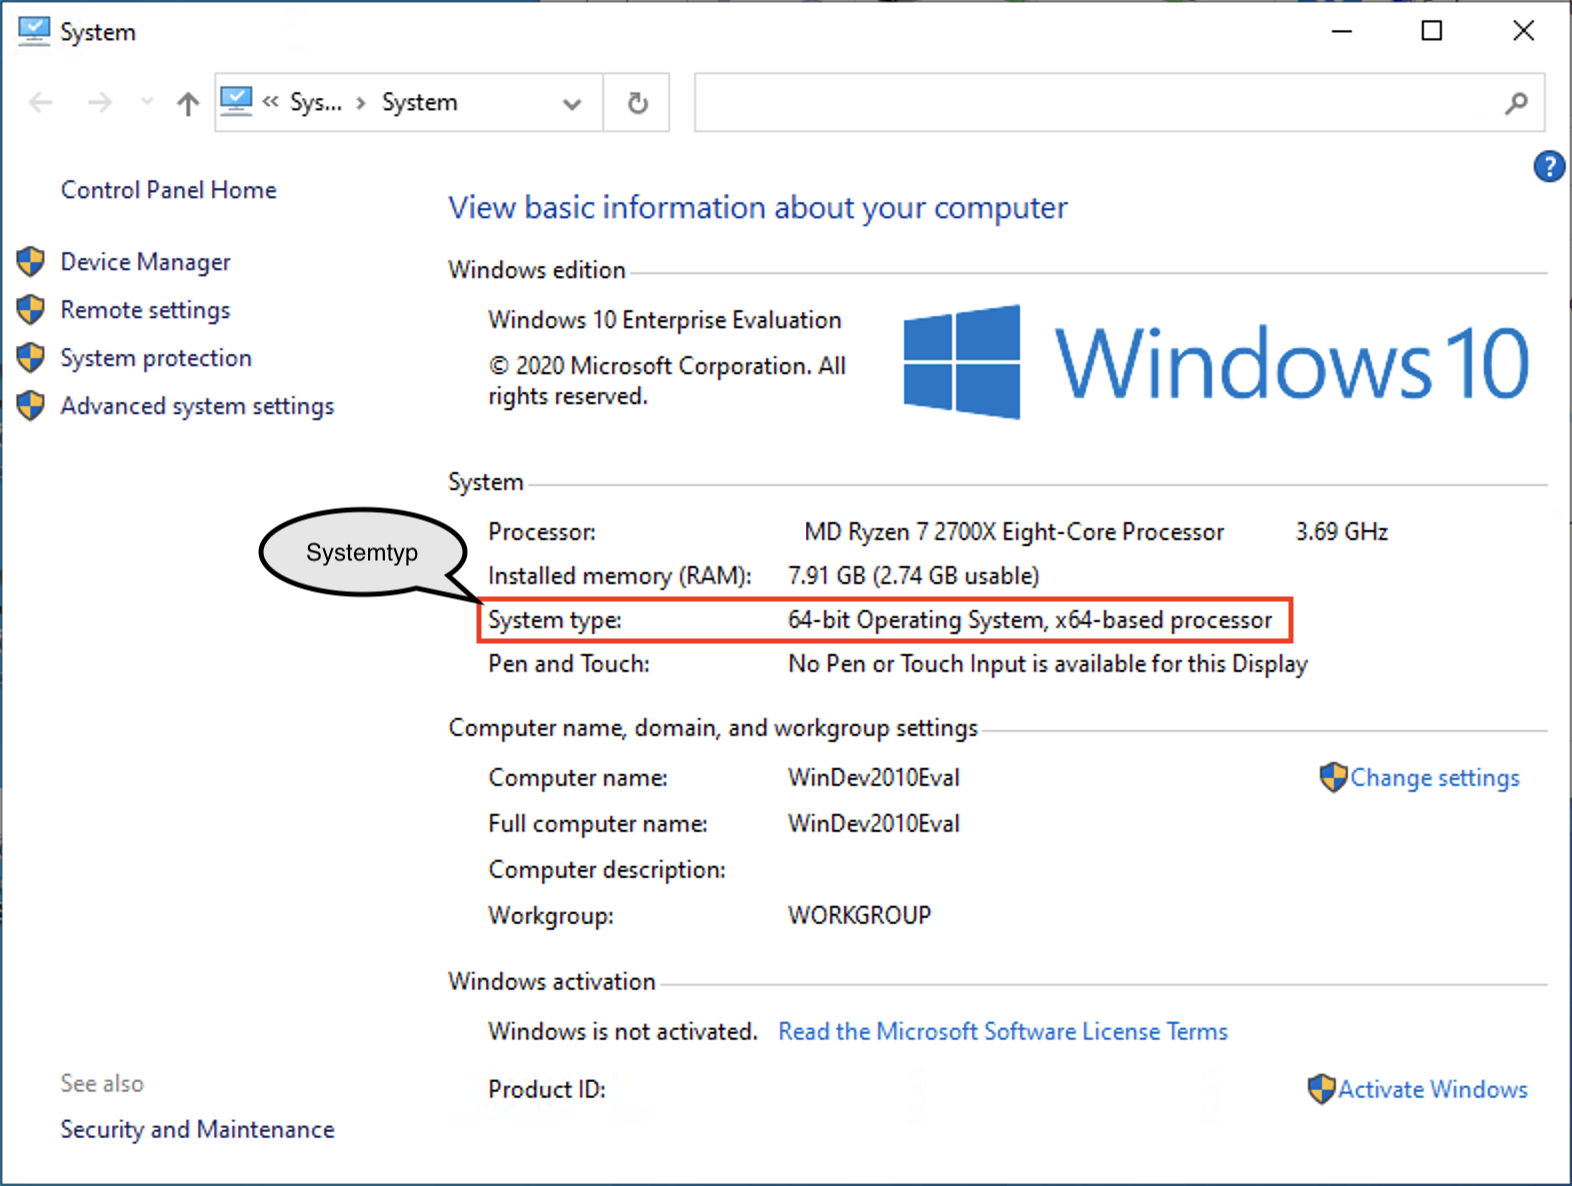 System
« Sys... › System
Control Panel Home
Device Manager
Remote settings
System protection
Advanced system settings
See also
Security and Maintenance
View basic information about your computer
Windows edition
Windows 10 Enterprise Evaluation
© 2020 Microsoft Corporation. All
rights reserved.
Windows 10
System
Processor: MD Ryzen 7 2700X Eight-Core Processor 3.69 GHz
Systemtyp
Installed memory (RAM): 7.91 GB (2.74 GB usable)
System type: 64-bit Operating System, x64-based processor
Pen and Touch: No Pen or Touch Input is available for this Display
Computer name, domain, and workgroup settings
Computer name: WinDev2010Eval Change settings
Full computer name: WinDev2010Eval
Computer description:
Workgroup: WORKGROUP
Windows activation
Windows is not activated. Read the Microsoft Software License Terms
Product ID: Activate Windows